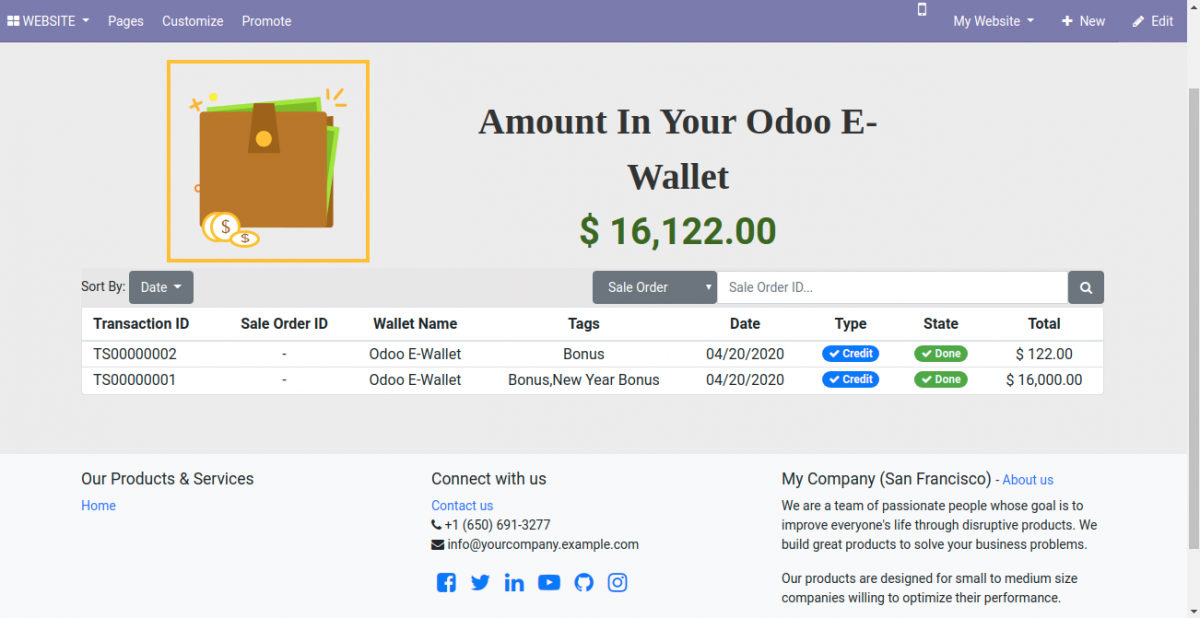 WEBSITE Pages Customize Promote My Website New Edit
Amount In Your Odoo E-
Wallet
$ 16,122.00
Sort By: Date Sale Order Sale Order ID...
Transaction ID Sale Order ID Wallet Name Tags Date Type State Total
TS00000002 - Odoo E-Wallet Bonus 04/20/2020 Credit Done $ 122.00
TS00000001 - Odoo E-Wallet Bonus,New Year Bonus 04/20/2020 Credit Done $ 16,000.00
Our Products & Services
Home
Connect with us
Contact us
+1 (650) 691-3277
info@yourcompany.example.com
My Company (San Francisco) - About us
We are a team of passionate people whose goal is to
improve everyone's life through disruptive products. We
build great products to solve your business problems.
Our products are designed for small to medium size
companies willing to optimize their performance.